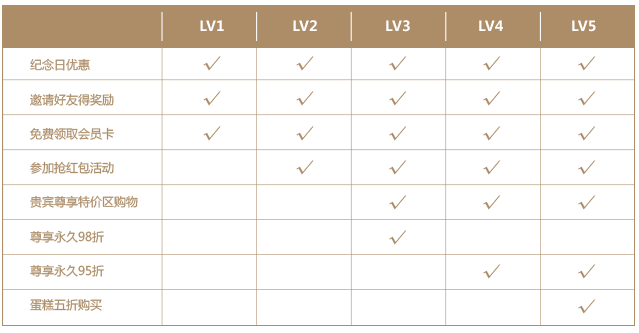 LV1 LV2 LV3 LV4 LV5
纪念日优惠 √ √ √ √ √
邀请好友得奖励 √ √ √ √ √
免费领取会员卡 √ √ √ √ √
参加抢红包活动 √ √ √ √
贵宾尊享特价区购物 √ √ √
尊享永久98折 √
尊享永久95折 √ √
蛋糕五折购买 √